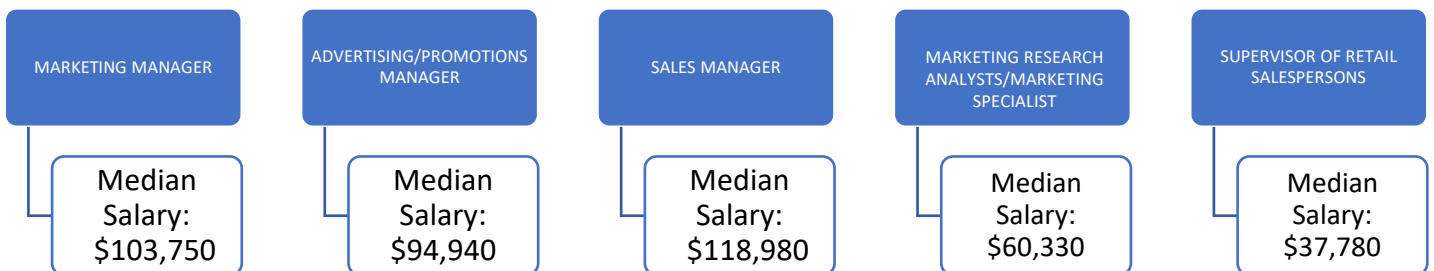 MARKETING MANAGER
Median
Salary:
$103,750
ADVERTISING/PROMOTIONS
MANAGER
Median
Salary:
$94,940
SALES MANAGER
Median
Salary:
$118,980
MARKETING RESEARCH
ANALYSTS/MARKETING
SPECIALIST
Median
Salary:
$60,330
SUPERVISOR OF RETAIL
SALESPERSONS
Median
Salary:
$37,780